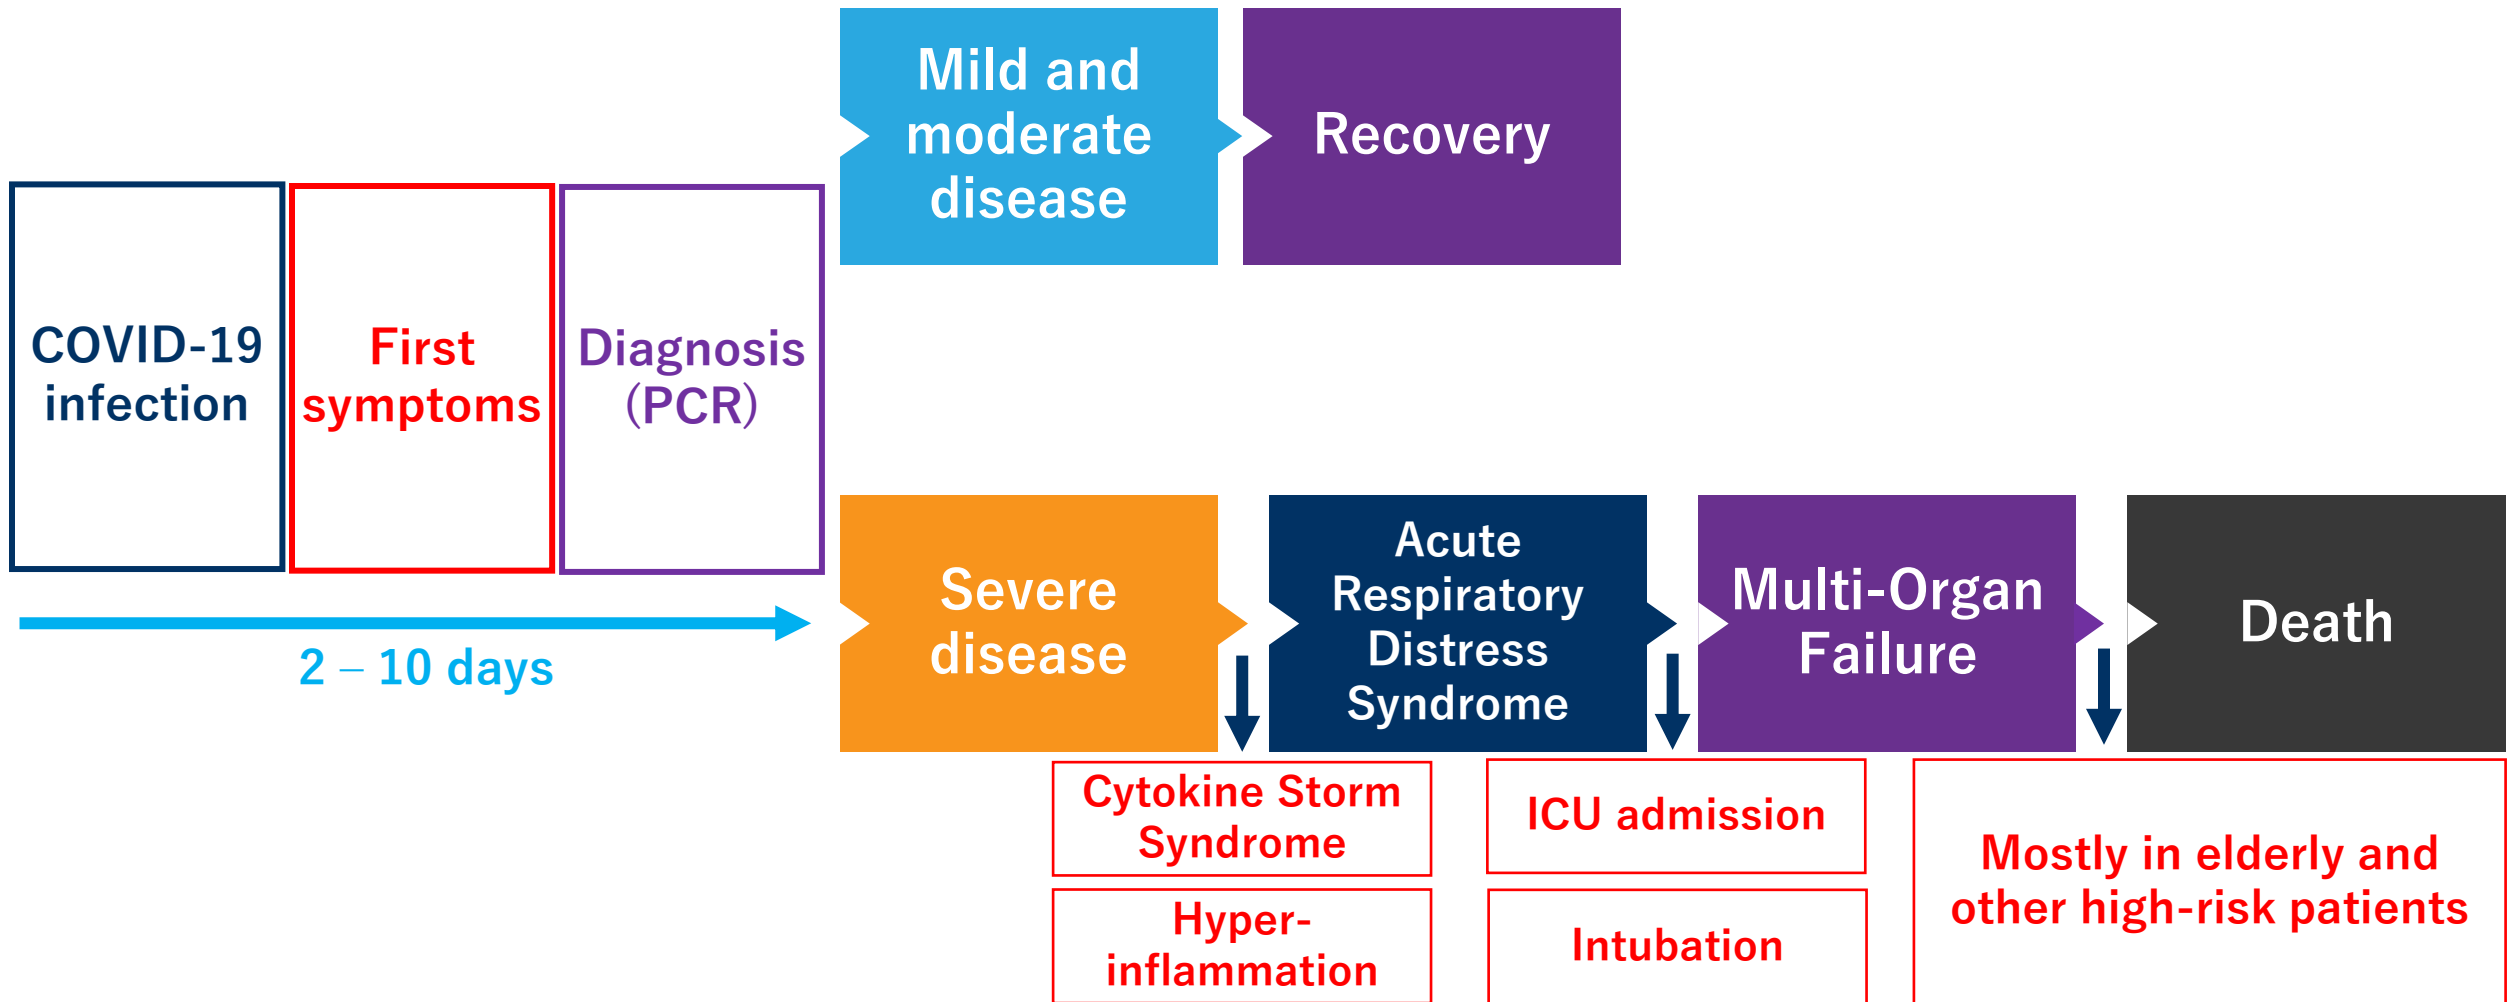 Mild and
moderate
disease
Recovery
COVID-19
infection
First
symptoms
Diagnosis
(PCR)
2 – 10 days
Severe
disease
Acute
Respiratory
Distress
Syndrome
Multi-Organ
Failure
Death
Cytokine Storm
Syndrome
Hyper-
inflammation
ICU admission
Intubation
Mostly in elderly and
other high-risk patients